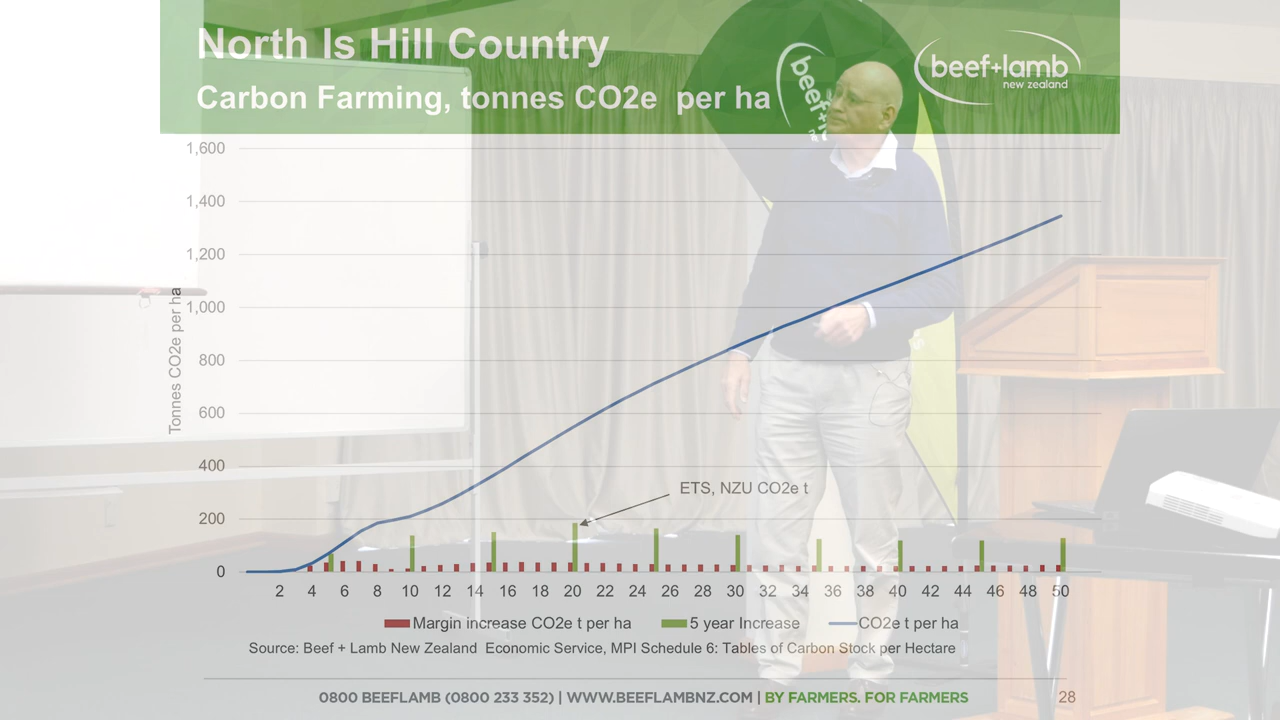 North Is Hill Country
Carbon Farming, tonnes CO2e per ha
beef+lamb
new zealand
beef+l
Tonnes CO2e per ha
1,600
1,400
1,200
1,000
800
600
400
200
0
ETS, NZU CO2e t
2 4 6 8 10 12 14 16 18 20 22 24 26 28 30 32 34 36 38 40 42 44 46 48 50
Margin increase CO2e t per ha 5 year Increase CO2e t per ha
Source: Beef + Lamb New Zealand Economic Service, MPI Schedule 6: Tables of Carbon Stock per Hectare
0800 BEEFLAMB (0800 233 352) | WWW.BEEFLAMBNZ.COM | BY FARMERS. FOR FARMERS
28